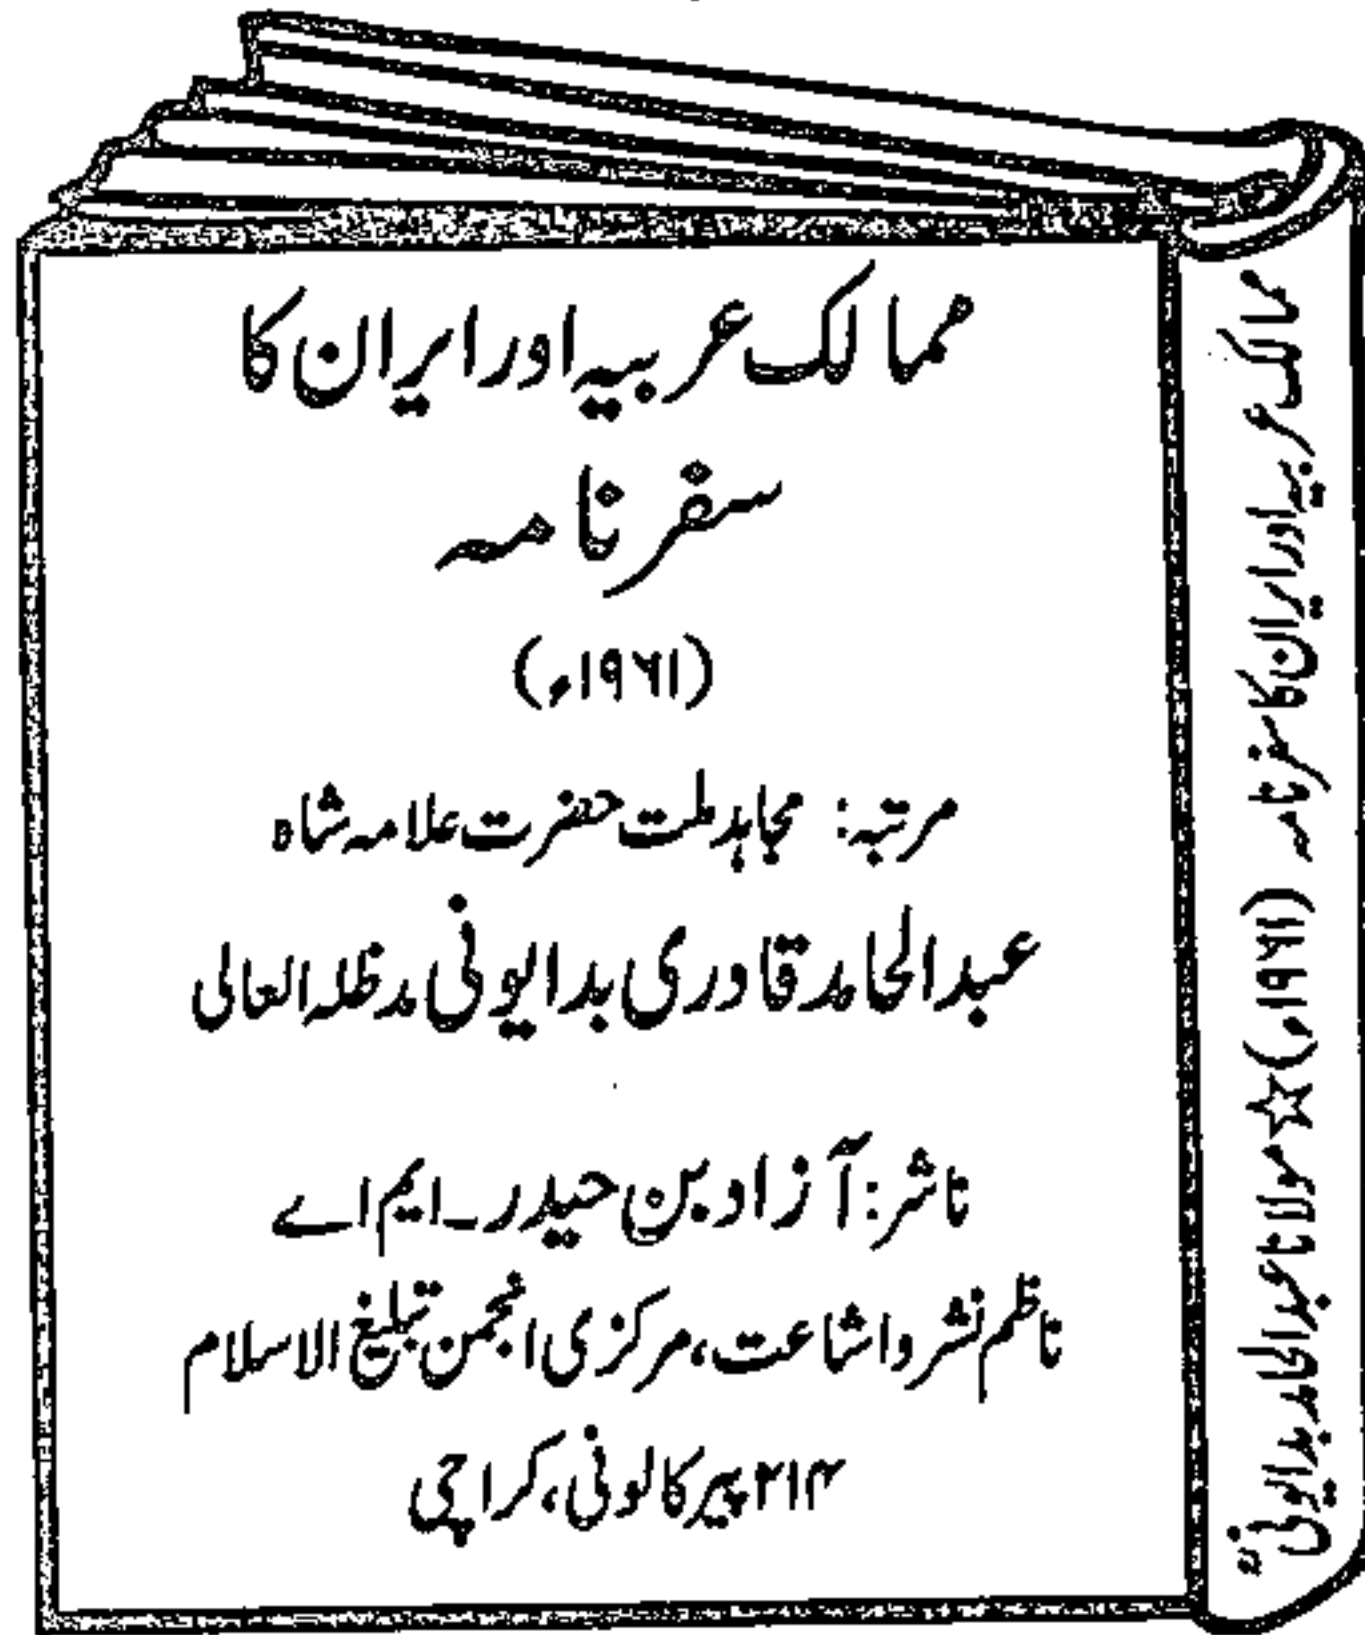 ممالک عربیہ اور ایران کا
سفر نامہ
(۱۹۶۱ء)
مرتبہ: مجاہد ملت حضرت علامہ شاہ
عبدالحامد قادری بدایونی مدظلہ العالی
ناشر: آزاد بن حیدر۔ایم اے
ناظم نشر و اشاعت، مرکزی انجمن تبلیغ الاسلام
۲۱۴ پیر کالونی، کراچی
ممالک عربیہ اور ایران کا سفر نامہ (۱۹۶۱ء)☆مولانا عبدالحامد بدایونیؒ